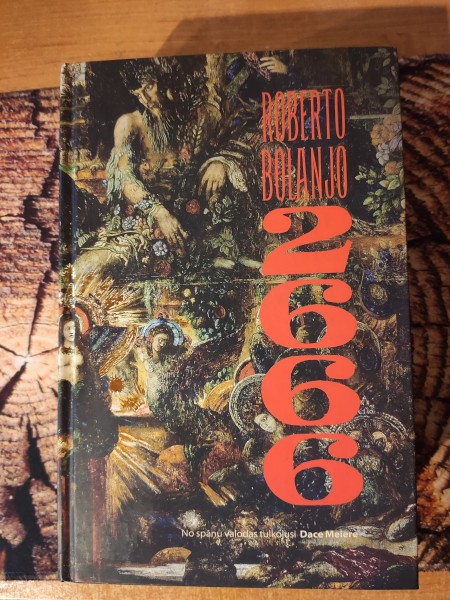 ROBERTO
BOLANJO
2666
No spāņu valodas tulkojusi Dace Meiere